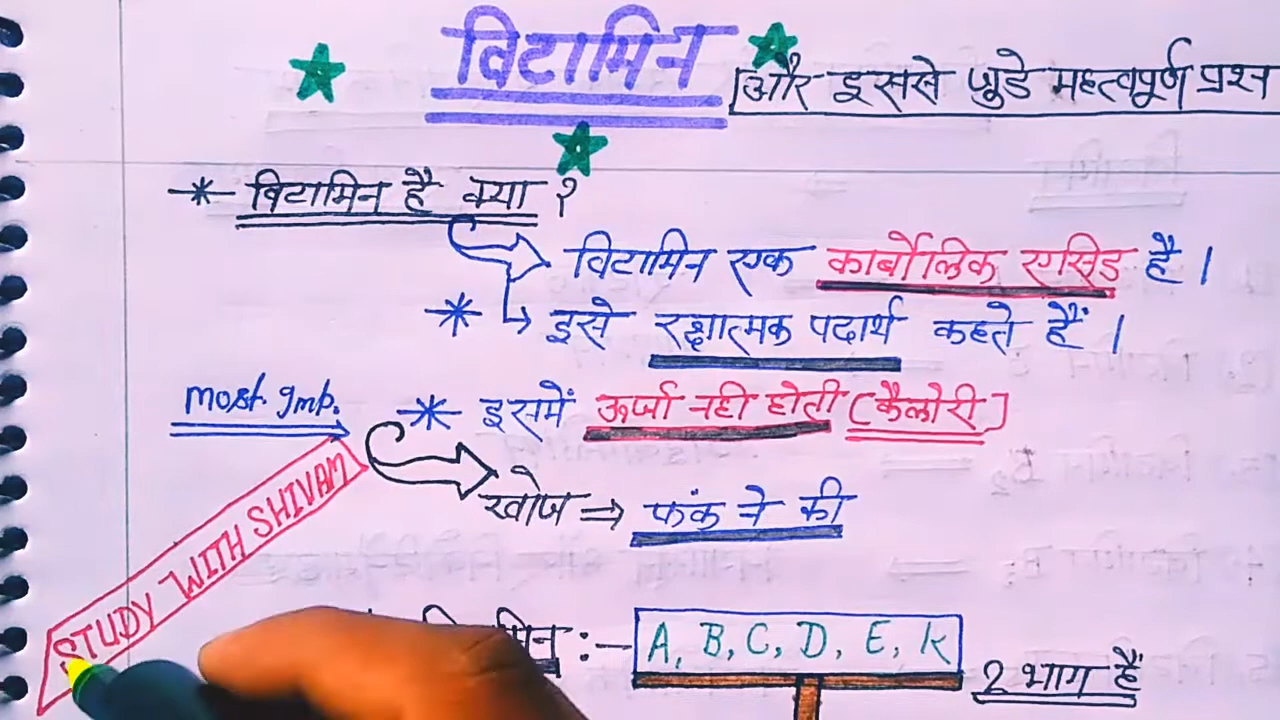 विटामिन और इससे जुडे महत्वपूर्ण प्रश्न
विटामिन है क्या ?
विटामिन एक कार्बोलिक एसिड है ।
इसे रक्षात्मक पदार्थ कहते हैं ।
most Imp. इसमें ऊर्जा नही होती (कैलोरी)
खोज ⇒ फंक ने की
STUDY WITH SHIVAM
:- A, B, C, D, E, K 2 भाग हैं